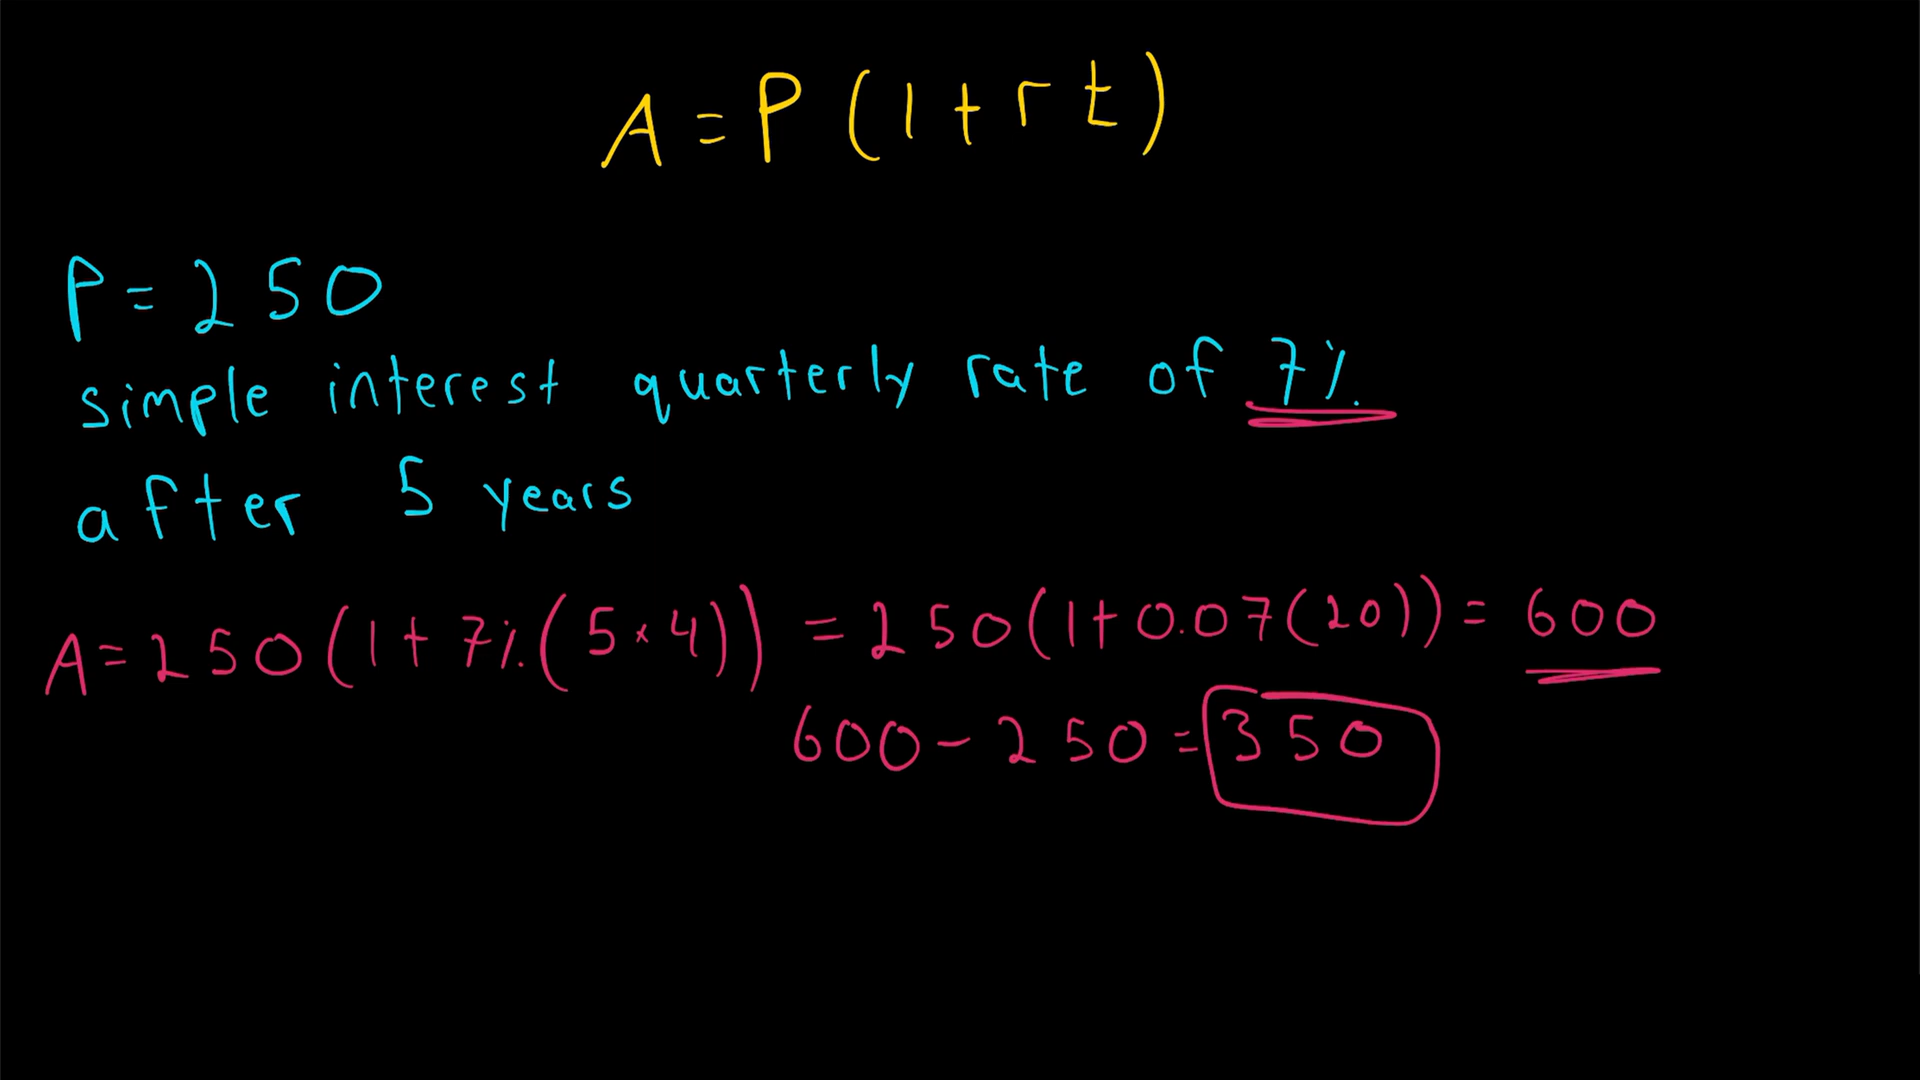 A = P (1 + r t)
P = 250
simple interest quarterly rate of 7%
after 5 years
A = 250 (1 + 7% (5 × 4)) = 250 (1 + 0.07 (20)) = 600
600 - 250 = 350